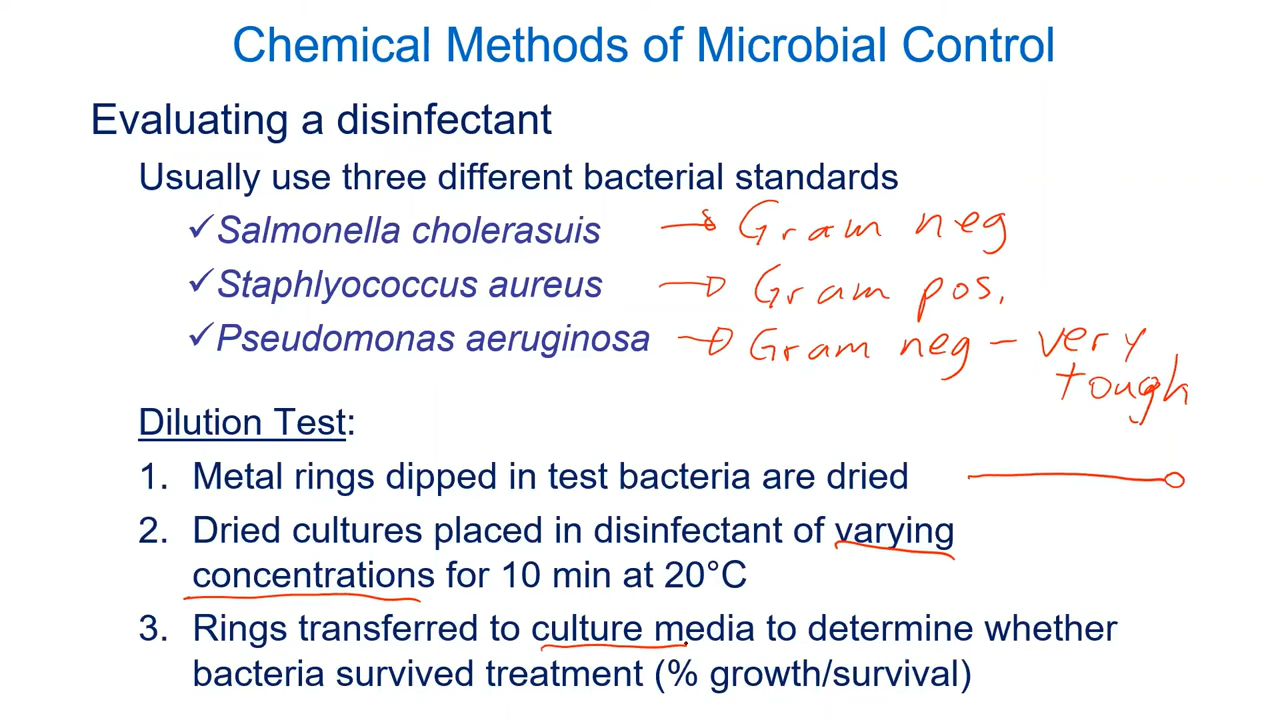 Chemical Methods of Microbial Control
Evaluating a disinfectant
Usually use three different bacterial standards
✓Salmonella cholerasuis → Gram neg
✓Staphlyococcus aureus → Gram pos.
✓Pseudomonas aeruginosa → Gram neg – very
tough
Dilution Test:
1. Metal rings dipped in test bacteria are dried
2. Dried cultures placed in disinfectant of varying
concentrations for 10 min at 20°C
3. Rings transferred to culture media to determine whether
bacteria survived treatment (% growth/survival)